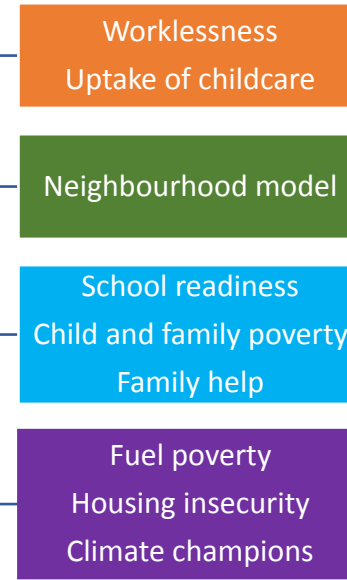 Worklessness
Uptake of childcare
Neighbourhood model
School readiness
Child and family poverty
Family help
Fuel poverty
Housing insecurity
Climate champions